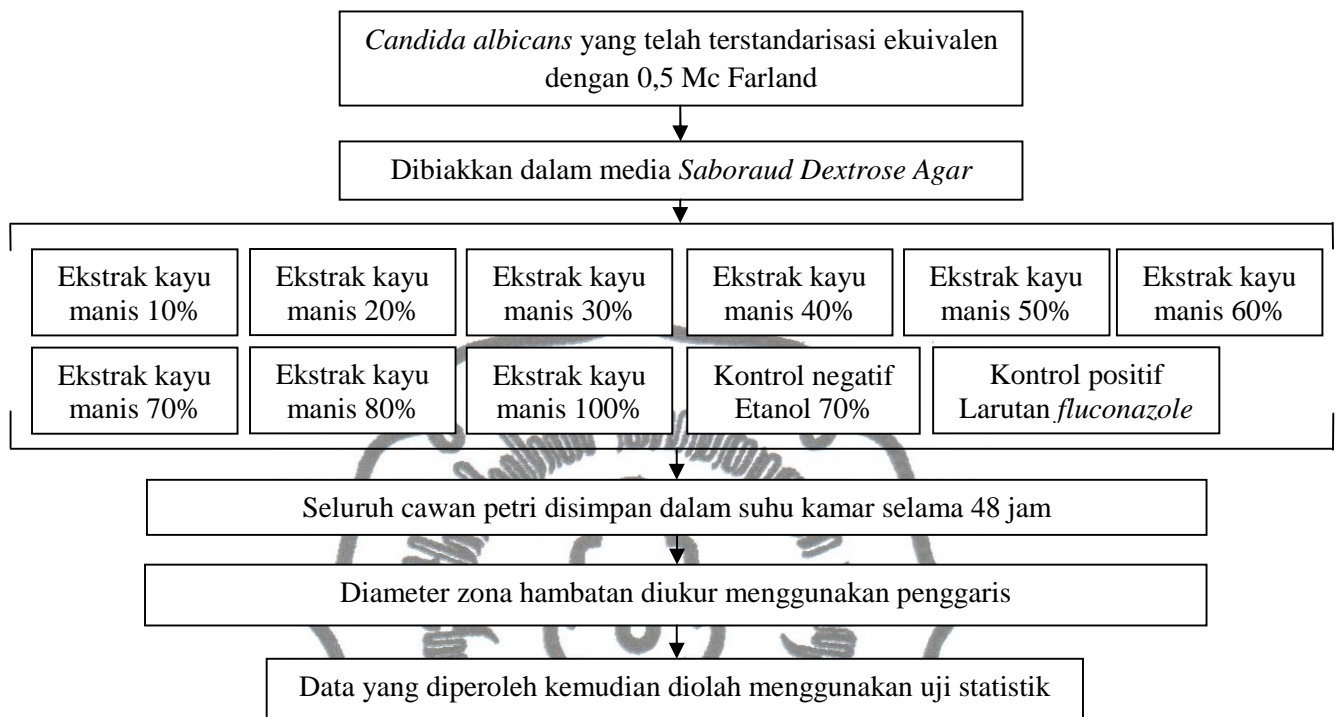 Candida albicans yang telah terstandarisasi ekuivalen
dengan 0,5 Mc Farland
Dibiakkan dalam media Saboraud Dextrose Agar
Ekstrak kayu
manis 10%
Ekstrak kayu
manis 20%
Ekstrak kayu
manis 30%
Ekstrak kayu
manis 40%
Ekstrak kayu
manis 50%
Ekstrak kayu
manis 60%
Ekstrak kayu
manis 70%
Ekstrak kayu
manis 80%
Ekstrak kayu
manis 100%
Kontrol negatif
Etanol 70%
Kontrol positif
Larutan fluconazole
Seluruh cawan petri disimpan dalam suhu kamar selama 48 jam
Diameter zona hambatan diukur menggunakan penggaris
Data yang diperoleh kemudian diolah menggunakan uji statistik